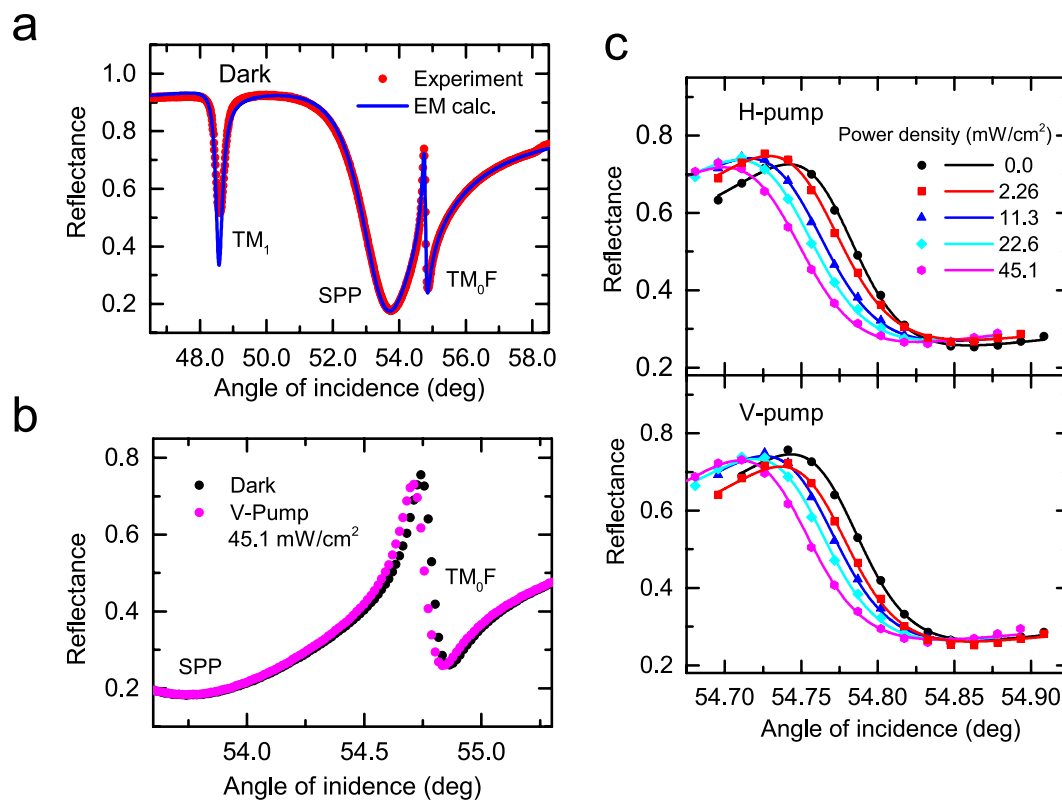 a
Dark
Experiment
EM calc.
TM1
SPP
TM0F
Reflectance
1.0
0.8
0.6
0.4
0.2
48.0 50.0 52.0 54.0 56.0 58.0
Angle of incidence (deg)
b
Dark
V-Pump
45.1 mW/cm²
TM0F
SPP
Reflectance
0.8
0.6
0.4
0.2
54.0 54.5 55.0
Angle of inidence (deg)
c
H-pump
Power density (mW/cm²)
0.0
2.26
11.3
22.6
45.1
Reflectance
0.8
0.6
0.4
0.2
V-pump
Reflectance
0.8
0.6
0.4
0.2
54.70 54.75 54.80 54.85 54.90
Angle of incidence (deg)